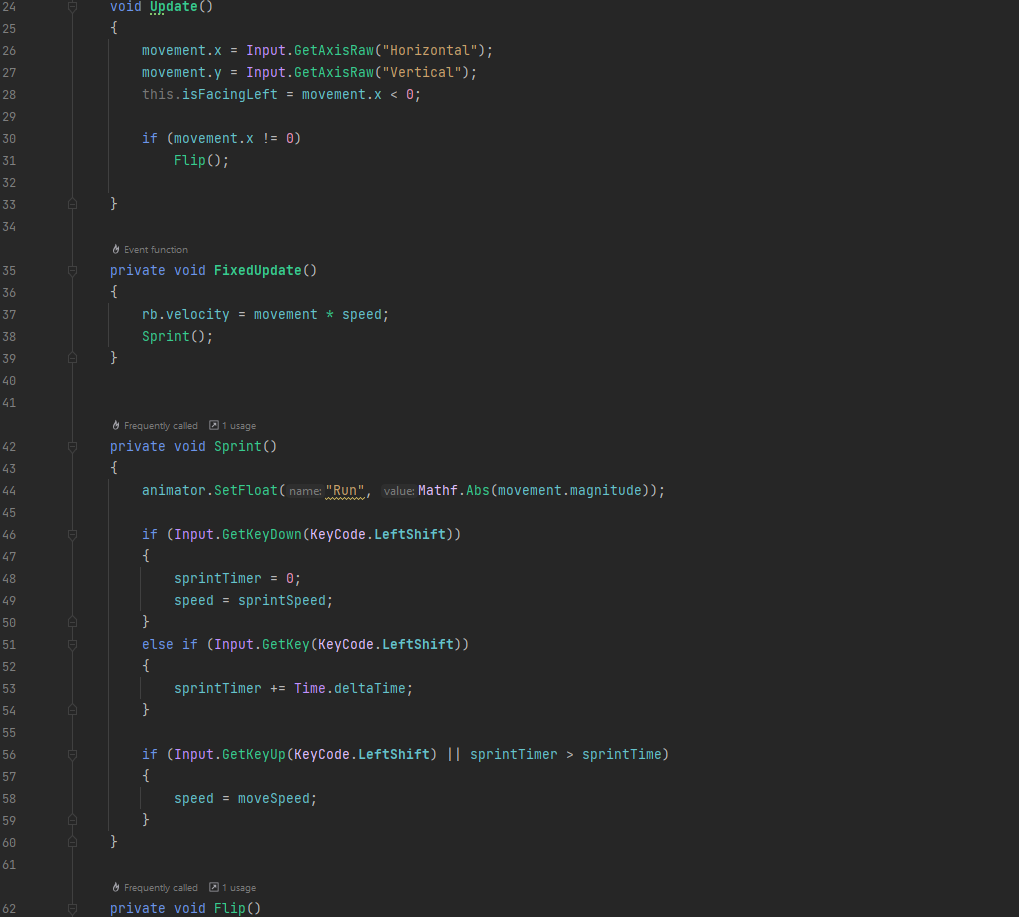 24 void Update()
25 {
26 movement.x = Input.GetAxisRaw("Horizontal");
27 movement.y = Input.GetAxisRaw("Vertical");
28 this.isFacingLeft = movement.x < 0;
29
30 if (movement.x != 0)
31 Flip();
32
33 }
34
Event function
35 private void FixedUpdate()
36 {
37 rb.velocity = movement * speed;
38 Sprint();
39 }
40
41
Frequently called 1 usage
42 private void Sprint()
43 {
44 animator.SetFloat(name: "Run", value: Mathf.Abs(movement.magnitude));
45
46 if (Input.GetKeyDown(KeyCode.LeftShift))
47 {
48 sprintTimer = 0;
49 speed = sprintSpeed;
50 }
51 else if (Input.GetKey(KeyCode.LeftShift))
52 {
53 sprintTimer += Time.deltaTime;
54 }
55
56 if (Input.GetKeyUp(KeyCode.LeftShift) || sprintTimer > sprintTime)
57 {
58 speed = moveSpeed;
59 }
60 }
61
Frequently called 1 usage
62 private void Flip()